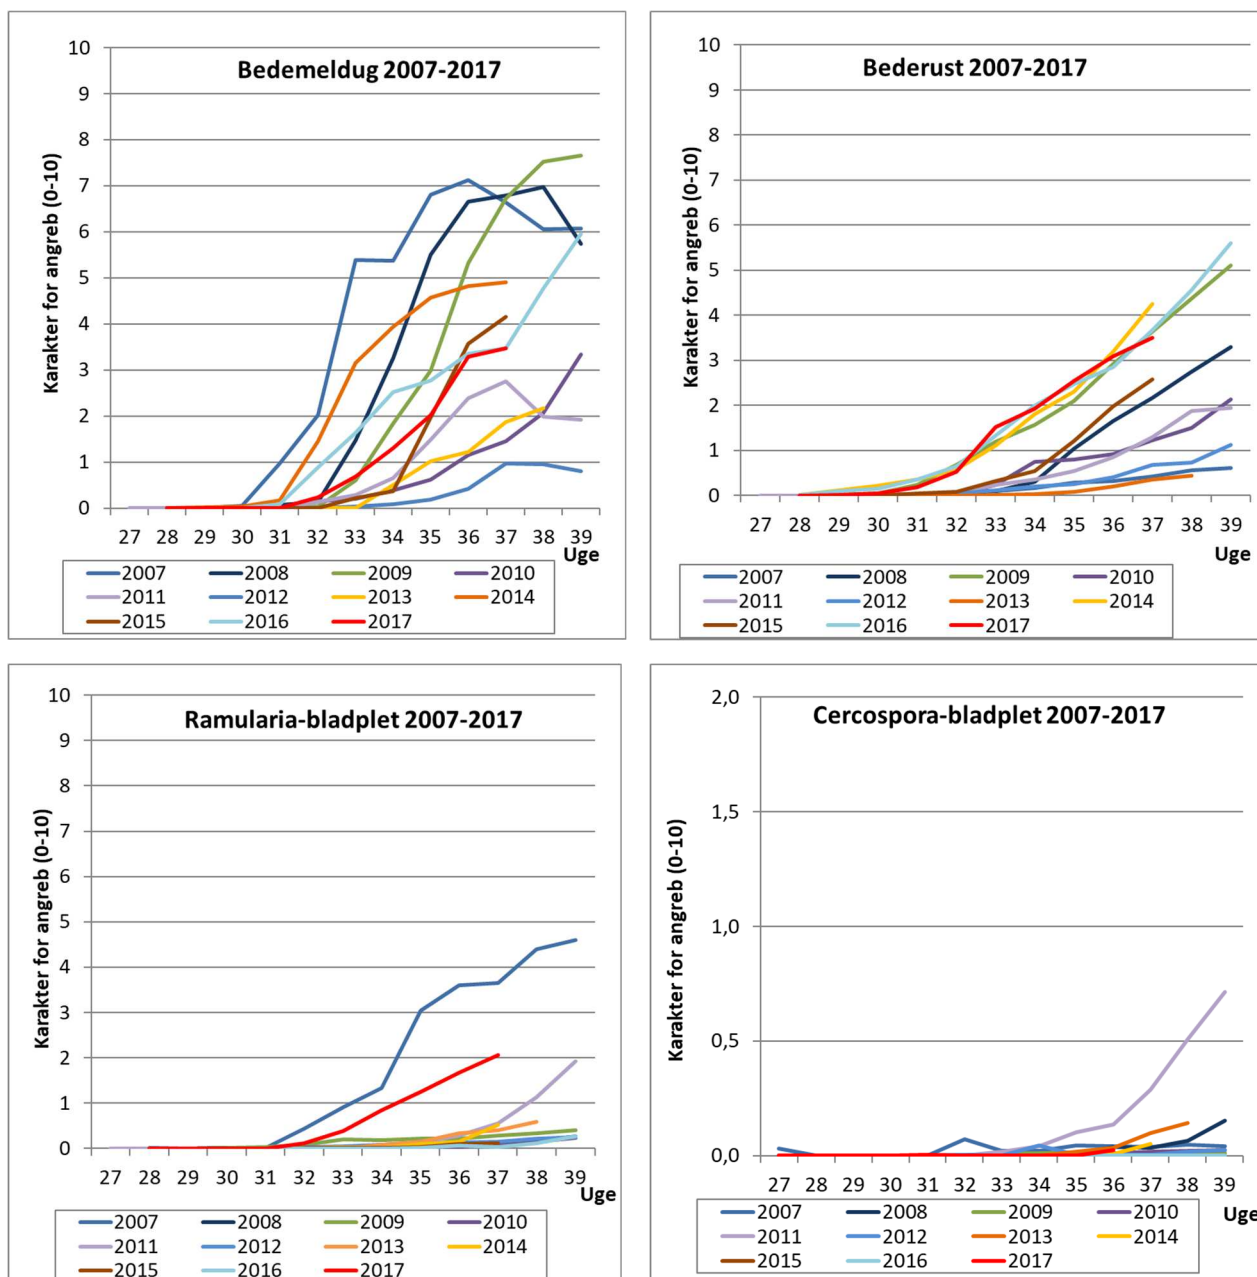 Bedemeldug 2007-2017
Karakter for angreb (0-10)
10
9
8
7
6
5
4
3
2
1
0
27 28 29 30 31 32 33 34 35 36 37 38 39
Uge
2007 2008 2009 2010
2011 2012 2013 2014
2015 2016 2017
Bederust 2007-2017
Karakter for angreb (0-10)
10
9
8
7
6
5
4
3
2
1
0
27 28 29 30 31 32 33 34 35 36 37 38 39
Uge
2007 2008 2009 2010
2011 2012 2013 2014
2015 2016 2017
Ramularia-bladplet 2007-2017
Karakter for angreb (0-10)
10
9
8
7
6
5
4
3
2
1
0
27 28 29 30 31 32 33 34 35 36 37 38 39
Uge
2007 2008 2009 2010
2011 2012 2013 2014
2015 2016 2017
Cercospora-bladplet 2007-2017
Karakter for angreb (0-10)
2,0
1,5
1,0
0,5
0,0
27 28 29 30 31 32 33 34 35 36 37 38 39
Uge
2007 2008 2009 2010
2011 2012 2013 2014
2015 2016 2017